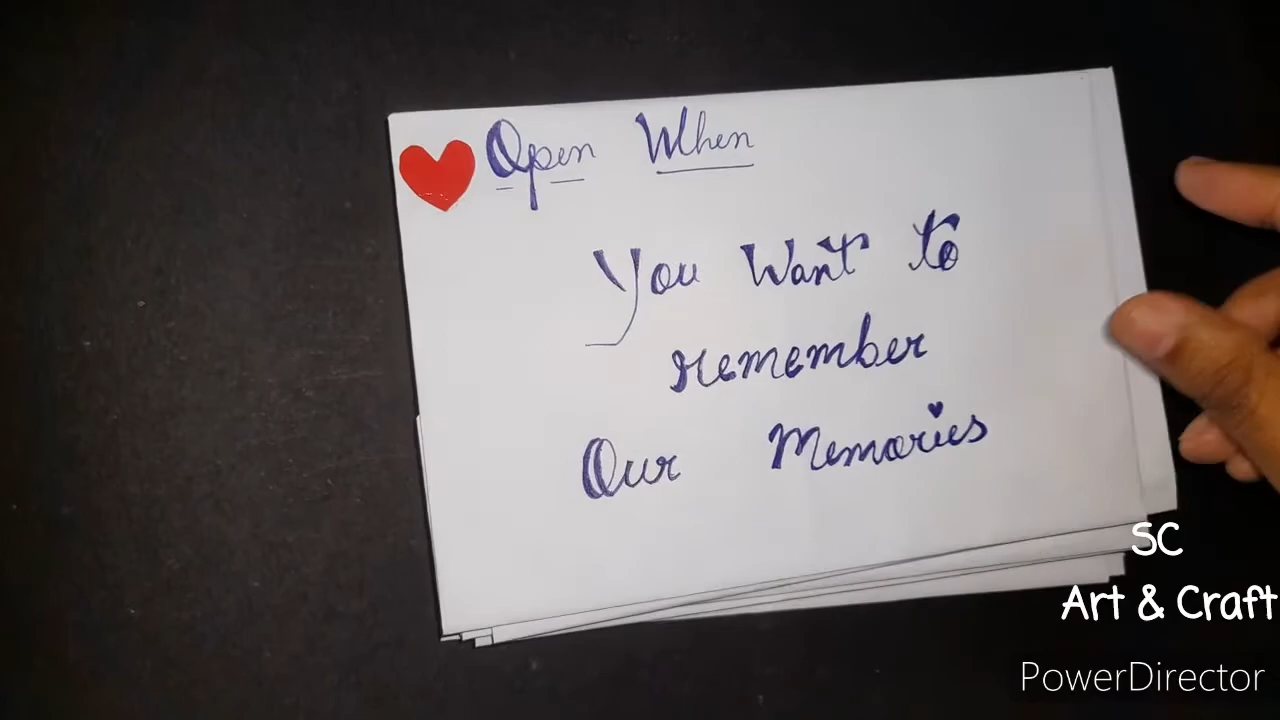 Open When
You Want to
remember
Our Memories
SC
Art & Craft
PowerDirector